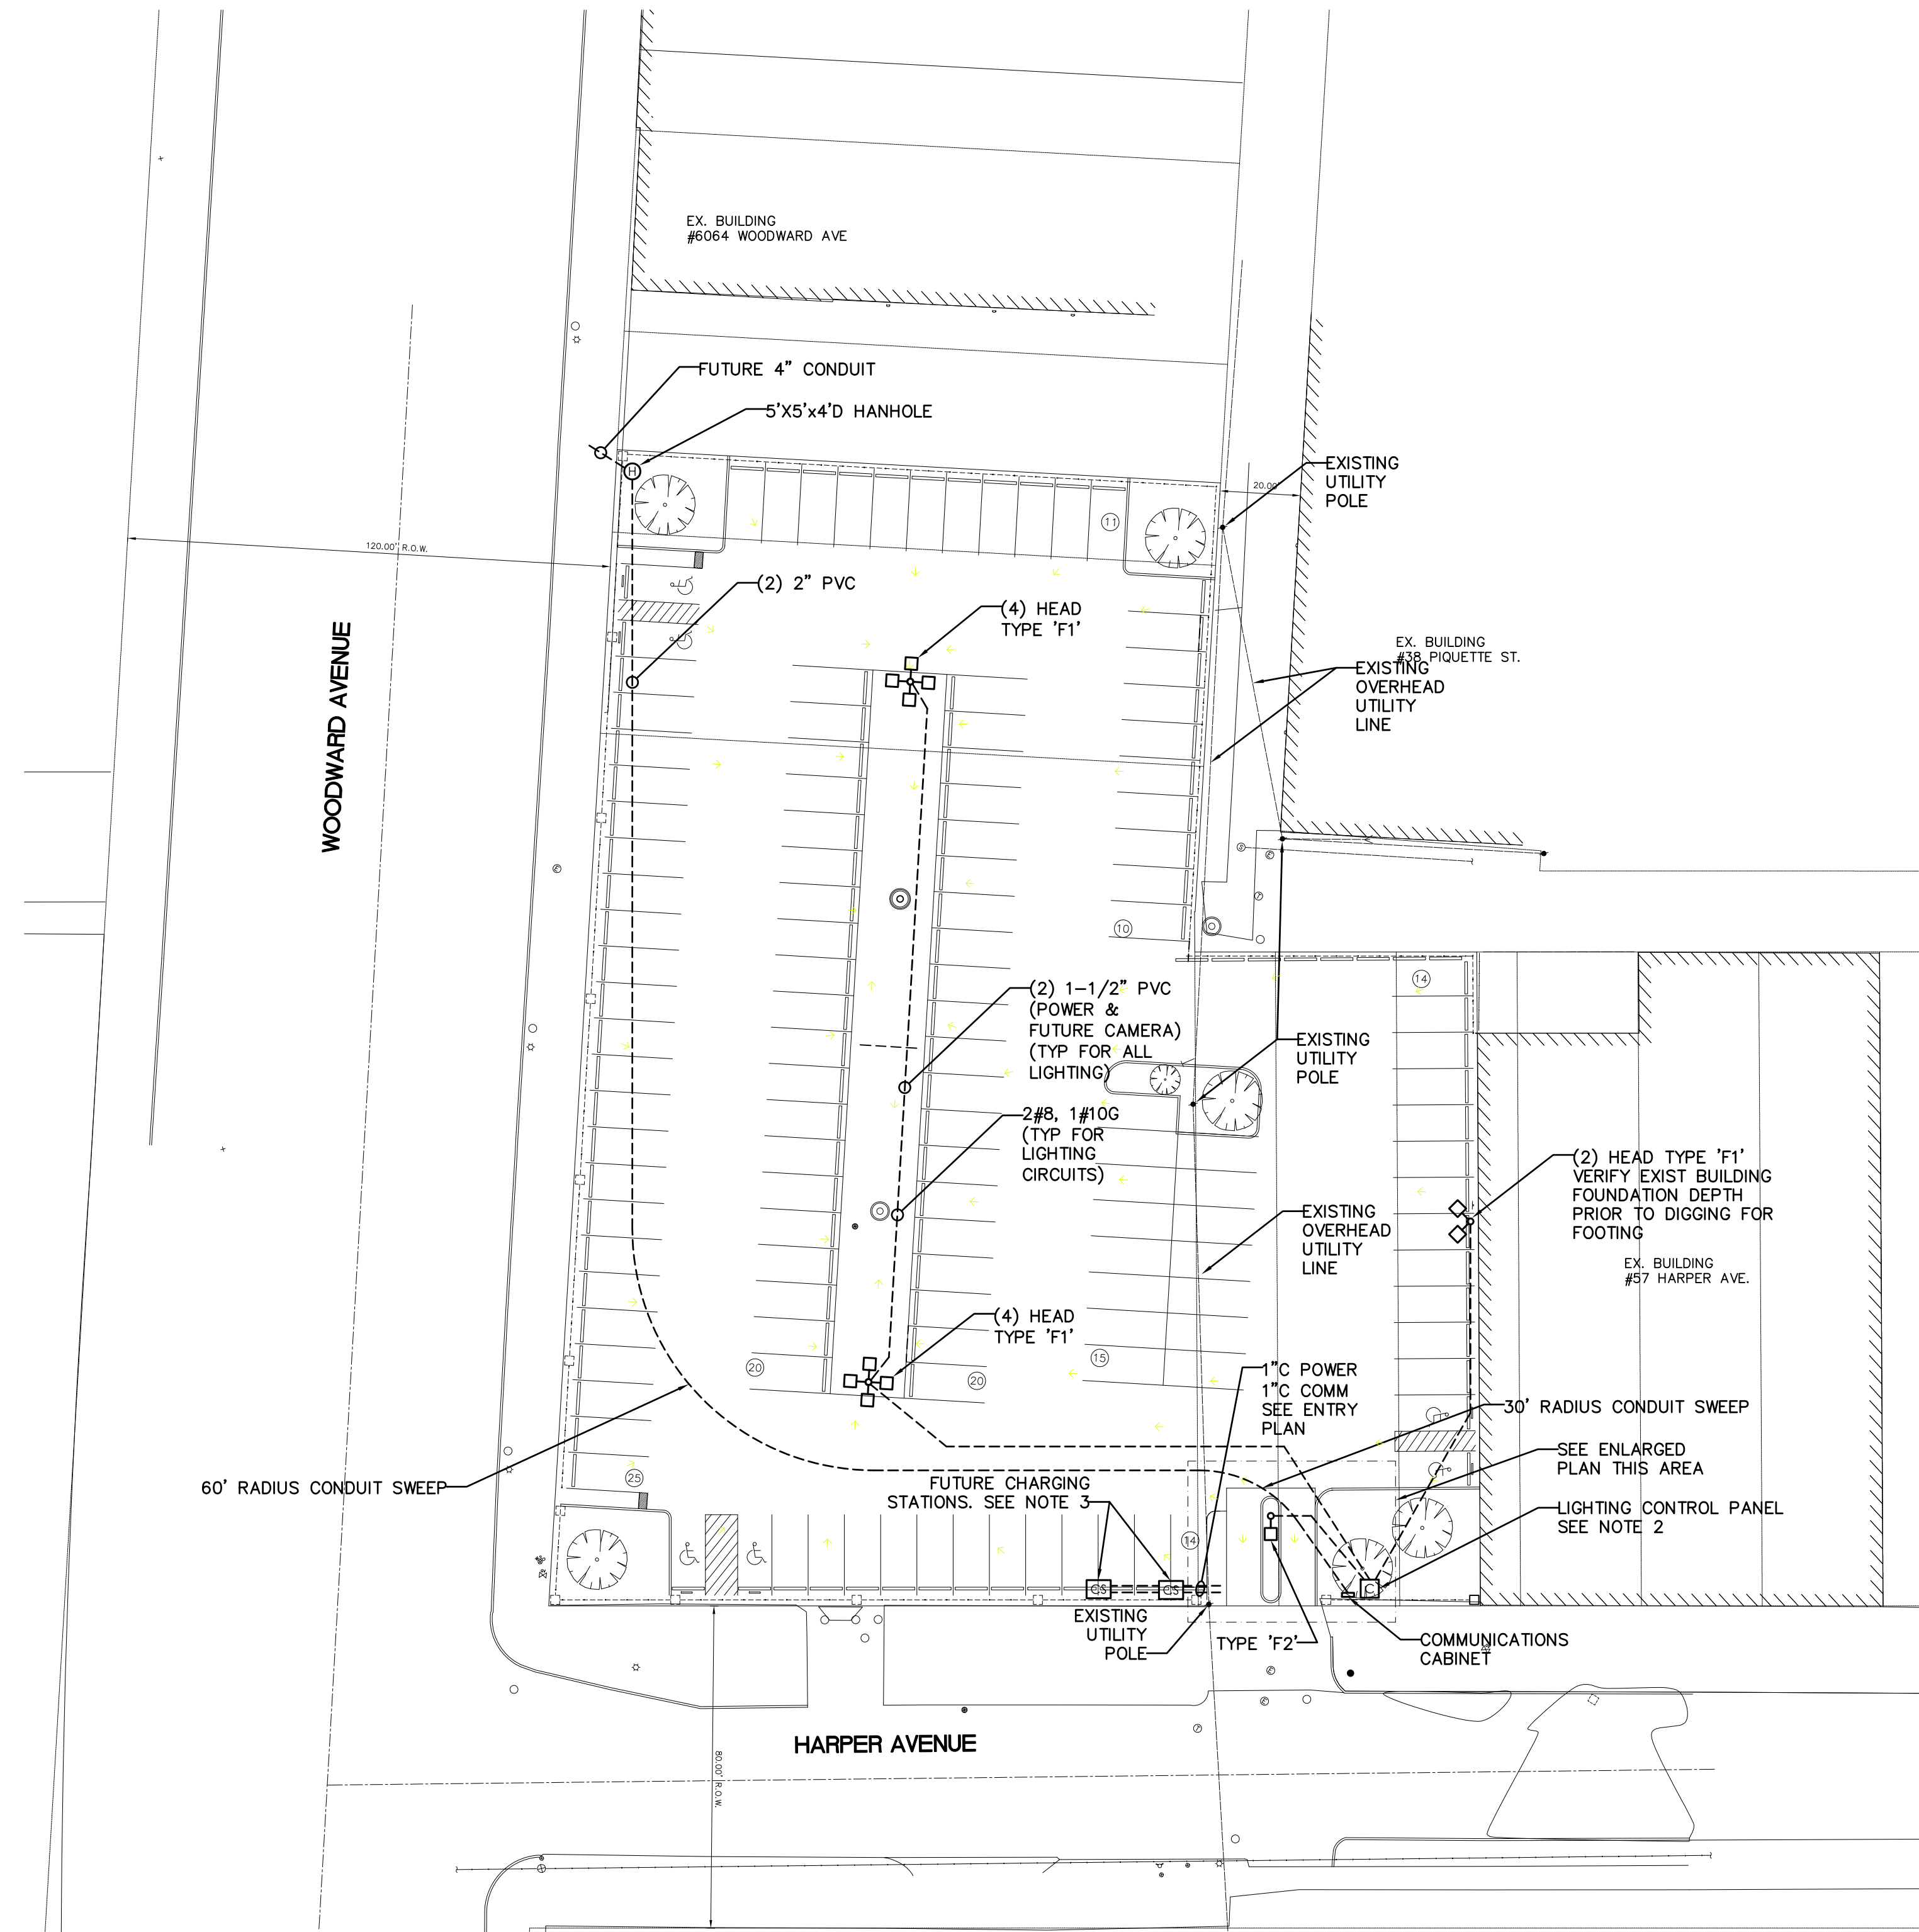 EX. BUILDING
#6064 WOODWARD AVE
FUTURE 4" CONDUIT
5'X5'x4'D HANHOLE
H
EXISTING
UTILITY
POLE
20.00'
11
120.00' R.O.W.
(2) 2" PVC
(4) HEAD
TYPE 'F1'
WOODWARD AVENUE
EX. BUILDING
#38 PIQUETTE ST.
EXISTING
OVERHEAD
UTILITY
LINE
10
14
(2) 1-1/2" PVC
(POWER &
FUTURE CAMERA)
(TYP FOR ALL
LIGHTING)
EXISTING
UTILITY
POLE
2#8, 1#10G
(TYP FOR
LIGHTING
CIRCUITS)
(2) HEAD TYPE 'F1'
VERIFY EXIST BUILDING
FOUNDATION DEPTH
PRIOR TO DIGGING FOR
FOOTING
EXISTING
OVERHEAD
UTILITY
LINE
EX. BUILDING
#57 HARPER AVE.
(4) HEAD
TYPE 'F1'
20
20
15
1"C POWER
1"C COMM
SEE ENTRY
PLAN
30' RADIUS CONDUIT SWEEP
SEE ENLARGED
PLAN THIS AREA
60' RADIUS CONDUIT SWEEP
25
FUTURE CHARGING
STATIONS. SEE NOTE 3
LIGHTING CONTROL PANEL
SEE NOTE 2
14
CS
CS
C
EXISTING
UTILITY
POLE
TYPE 'F2'
COMMUNICATIONS
CABINET
HARPER AVENUE
80.00' R.O.W.